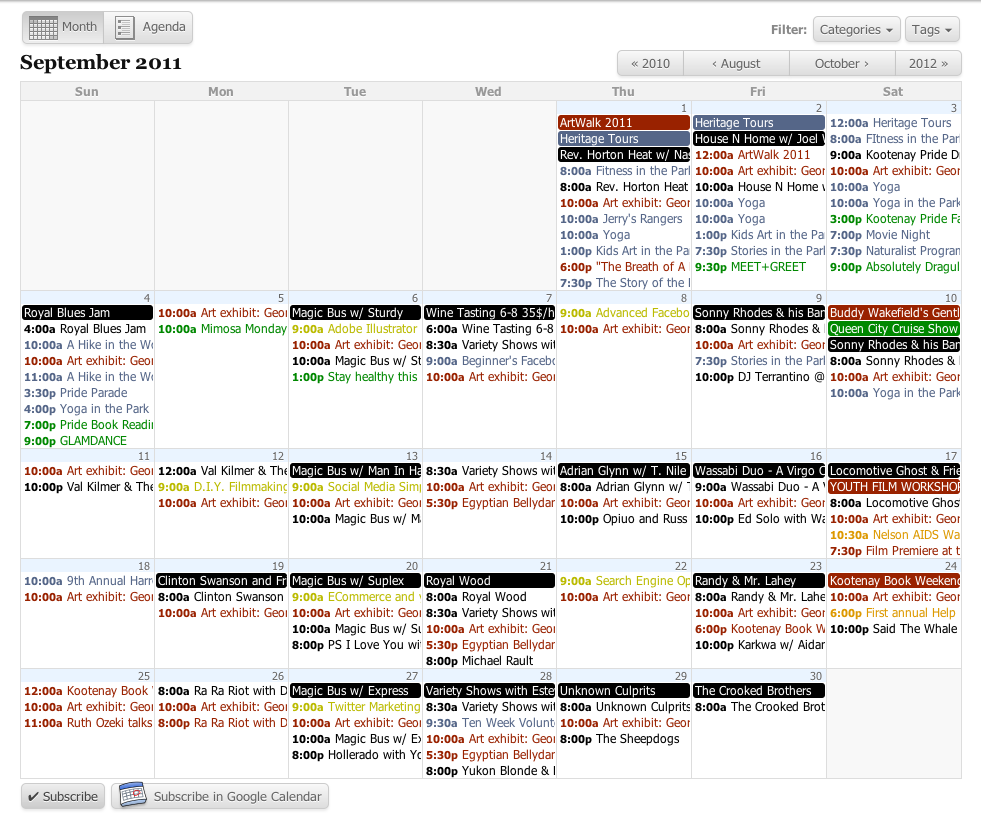 Month Agenda Filter: Categories Tags
September 2011 « 2010 ‹ August October › 2012 »
Sun Mon Tue Wed Thu Fri Sat
1
ArtWalk 2011
Heritage Tours
Rev. Horton Heat w/ Nas
8:00a Fitness in the Parl
8:00a Rev. Horton Heat
10:00a Art exhibit: Geor
10:00a Jerry's Rangers
10:00a Yoga
1:00p Kids Art in the Pa
6:00p "The Breath of A
7:30p The Story of the
2
Heritage Tours
House N Home w/ Joel
12:00a ArtWalk 2011
10:00a Art exhibit: Geor
10:00a House N Home
10:00a Yoga
10:00a Yoga
1:00p Kids Art in the Pa
7:30p Stories in the Parl
9:30p MEET+GREET
3
12:00a Heritage Tours
8:00a FItness in the Par
9:00a Kootenay Pride D
10:00a Art exhibit: Geor
10:00a Yoga
10:00a Yoga in the Park
3:00p Kootenay Pride Fa
7:00p Movie Night
7:30p Naturalist Program
9:00p Absolutely Dragul
4
Royal Blues Jam
4:00a Royal Blues Jam
10:00a A Hike in the Wo
10:00a Art exhibit: Geor
11:00a A Hike in the Wo
3:30p Pride Parade
4:00p Yoga in the Park
7:00p Pride Book Readi
9:00p GLAMDANCE
5
10:00a Art exhibit: Geor
10:00a Mimosa Monday
6
Magic Bus w/ Sturdy
9:00a Adobe Illustrator
10:00a Art exhibit: Geor
10:00a Magic Bus w/ St
1:00p Stay healthy this
7
Wine Tasting 6-8 35$/h
6:00a Wine Tasting 6-8
8:30a Variety Shows wit
9:00a Beginner's Facebo
10:00a Art exhibit: Geor
8
9:00a Advanced Facebo
10:00a Art exhibit: Geor
9
Sonny Rhodes & his Ban
8:00a Sonny Rhodes &
10:00a Art exhibit: Geor
7:30p Stories in the Parl
10:00p DJ Terrantino @
10
Buddy Wakefield's Gentl
Queen City Cruise Show
Sonny Rhodes & his Ban
8:00a Sonny Rhodes &
10:00a Art exhibit: Geor
10:00a Yoga in the Park
11
10:00a Art exhibit: Geor
10:00p Val Kilmer & The
12
12:00a Val Kilmer & The
9:00a D.I.Y. Filmmaking
10:00a Art exhibit: Geor
13
Magic Bus w/ Man In Ha
9:00a Social Media Simp
10:00a Art exhibit: Geor
10:00a Magic Bus w/ M
14
8:30a Variety Shows wit
10:00a Art exhibit: Geor
5:30p Egyptian Bellydan
15
Adrian Glynn w/ T. Nile
8:00a Adrian Glynn w/ T
10:00a Art exhibit: Geor
10:00p Opiuo and Russ
16
Wassabi Duo - A Virgo C
9:00a Wassabi Duo - A V
10:00a Art exhibit: Geor
10:00p Ed Solo with Wa
17
Locomotive Ghost & Frie
YOUTH FILM WORKSHOP
8:00a Locomotive Ghos
10:00a Art exhibit: Geor
10:30a Nelson AIDS Wa
7:30p Film Premiere at t
18
10:00a 9th Annual Harr
10:00a Art exhibit: Geor
19
Clinton Swanson and Fr
8:00a Clinton Swanson
10:00a Art exhibit: Geor
20
Magic Bus w/ Suplex
9:00a ECommerce and
10:00a Art exhibit: Geor
10:00a Magic Bus w/ Su
8:00p PS I Love You wi
21
Royal Wood
8:00a Royal Wood
8:30a Variety Shows wit
10:00a Art exhibit: Geor
5:30p Egyptian Bellydan
8:00p Michael Rault
22
9:00a Search Engine Op
10:00a Art exhibit: Geor
23
Randy & Mr. Lahey
8:00a Randy & Mr. Lahe
10:00a Art exhibit: Geor
6:00p Kootenay Book W
10:00p Karkwa w/ Aidan
24
Kootenay Book Weekend
10:00a Art exhibit: Geor
6:00p First annual Help
10:00p Said The Whale
25
12:00a Kootenay Book
10:00a Art exhibit: Geor
11:00a Ruth Ozeki talks
26
8:00a Ra Ra Riot with D
10:00a Art exhibit: Geor
8:00p Ra Ra Riot with D
27
Magic Bus w/ Express
9:00a Twitter Marketing
10:00a Art exhibit: Geor
10:00a Magic Bus w/ Ex
8:00p Hollerado with Yo
28
Variety Shows with Este
8:30a Variety Shows wit
9:30a Ten Week Volunt
10:00a Art exhibit: Geor
5:30p Egyptian Bellydan
8:00p Yukon Blonde &
29
Unknown Culprits
8:00a Unknown Culprits
10:00a Art exhibit: Geor
8:00p The Sheepdogs
30
The Crooked Brothers
8:00a The Crooked Brot
Subscribe Subscribe in Google Calendar